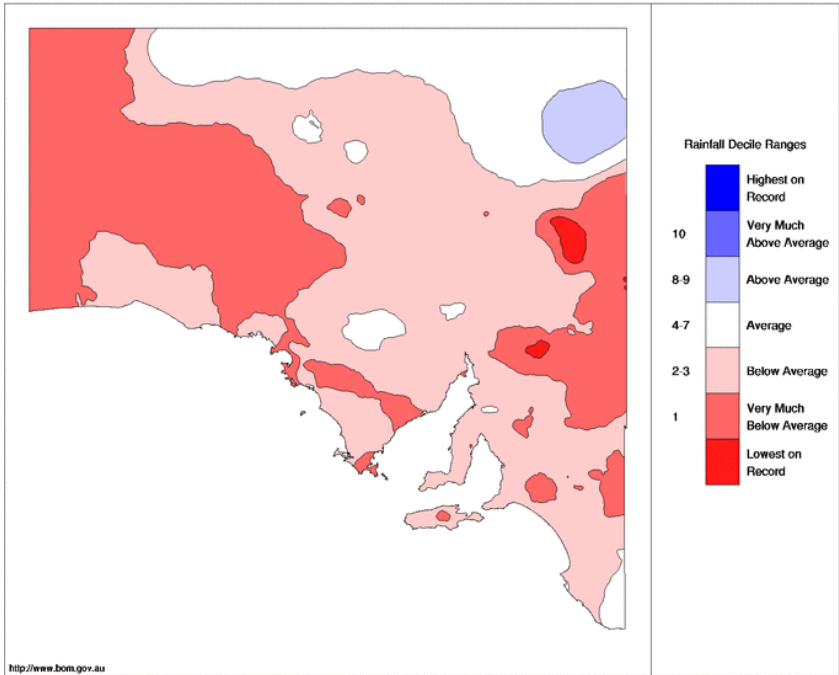 Rainfall Decile Ranges
Highest on
Record
10
Very Much
Above Average
8-9
Above Average
4-7
Average
2-3
Below Average
1
Very Much
Below Average
Lowest on
Record
http://www.bom.gov.au